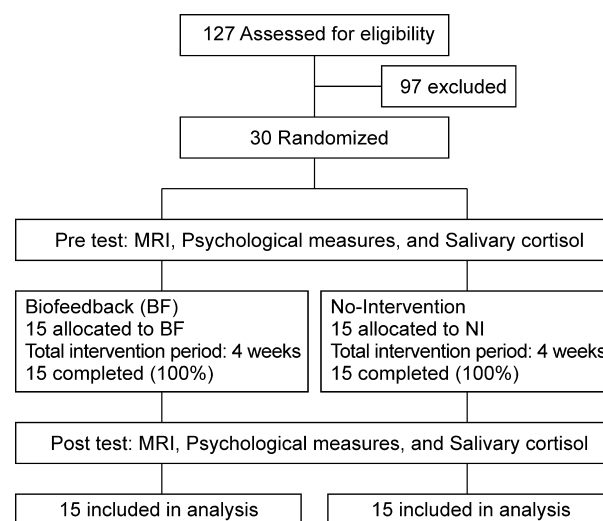 127 Assessed for eligibility
97 excluded
30 Randomized
Pre test: MRI, Psychological measures, and Salivary cortisol
Biofeedback (BF)
15 allocated to BF
Total intervention period: 4 weeks
15 completed (100%)
No-Intervention
15 allocated to NI
Total intervention period: 4 weeks
15 completed (100%)
Post test: MRI, Psychological measures, and Salivary cortisol
15 included in analysis
15 included in analysis